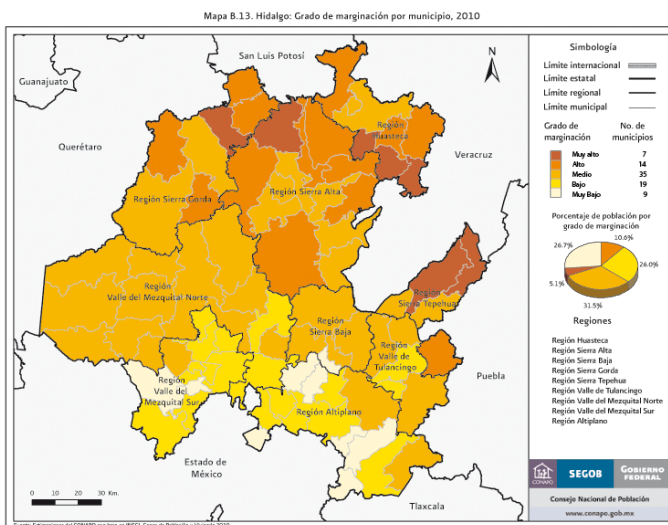 Mapa B.13. Hidalgo: Grado de marginación por municipio, 2010
San Luis Potosí
Guanajuato
Querétaro
Veracruz
Puebla
Tlaxcala
Estado de
México
N
Región
Huasteca
Región Sierra Gorda
Región Sierra Alta
Región
Valle del Mezquital Norte
Región
Sierra Baja
Región
Sierra Tepehua
Región
Valle de
Tulancingo
Región
Valle del
Mezquital Sur
Región Altiplano
0 10 20 30 Km.
Simbología
Límite internacional
Límite estatal
Límite regional
Límite municipal
Grado de marginación
No. de municipios
Muy alto 7
Alto 14
Medio 35
Bajo 19
Muy Bajo 9
Porcentaje de población por
grado de marginación
26.7%
10.6%
26.0%
5.1%
31.5%
Regiones
Región Huasteca
Región Sierra Alta
Región Sierra Baja
Región Sierra Gorda
Región Sierra Tepehua
Región Valle de Tulancingo
Región Valle del Mezquital Norte
Región Valle del Mezquital Sur
Región Altiplano
CONAPO
SEGOB
GOBIERNO
FEDERAL
Consejo Nacional de Población
www.conapo.gob.mx